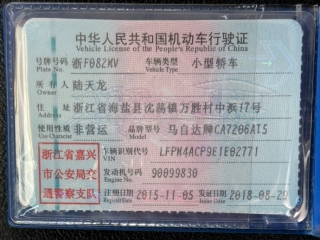 中华人民共和国机动车行驶证
Vehicle License of the People's Republic of China
号牌号码 浙F08ZMV 车辆类型 小型轿车
Plate No. Vehicle Type
所有人 陆天龙
Owner
住址 浙江省海盐县沈荡镇万胜村中浜17号
Address
使用性质 非营运 品牌型号 马自达牌CA7206AT5
Use Character Model
浙江省嘉兴
市公安局交
通警察支队
车辆识别代号 LFPM4ACP9E1E02771
VIN
发动机号码 90099830
Engine No.
注册日期 2015-11-05 发证日期 2018-08-29
Register Date Issue Date